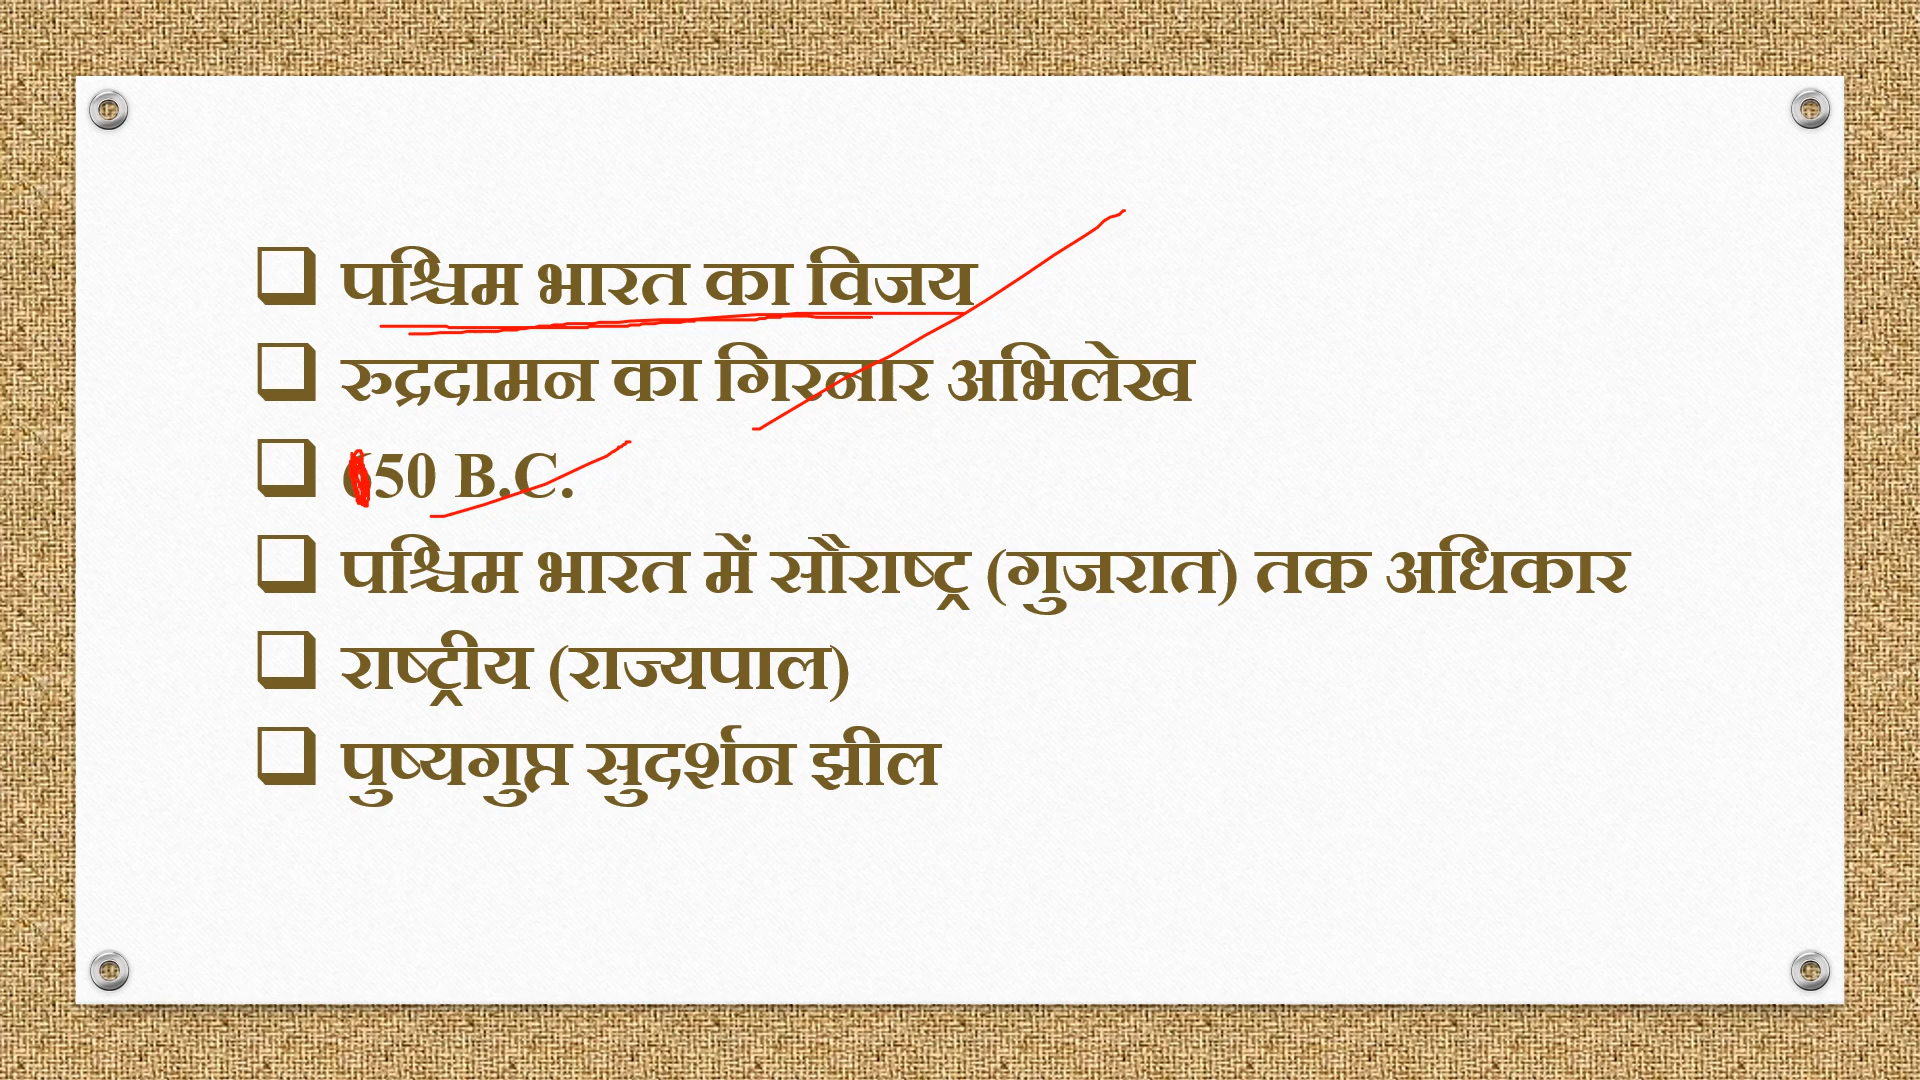 पश्चिम भारत का विजय
रुद्रदामन का गिरनार अभिलेख
50 B.C.
पश्चिम भारत में सौराष्ट्र (गुजरात) तक अधिकार
राष्ट्रीय (राज्यपाल)
पुष्यगुप्त सुदर्शन झील